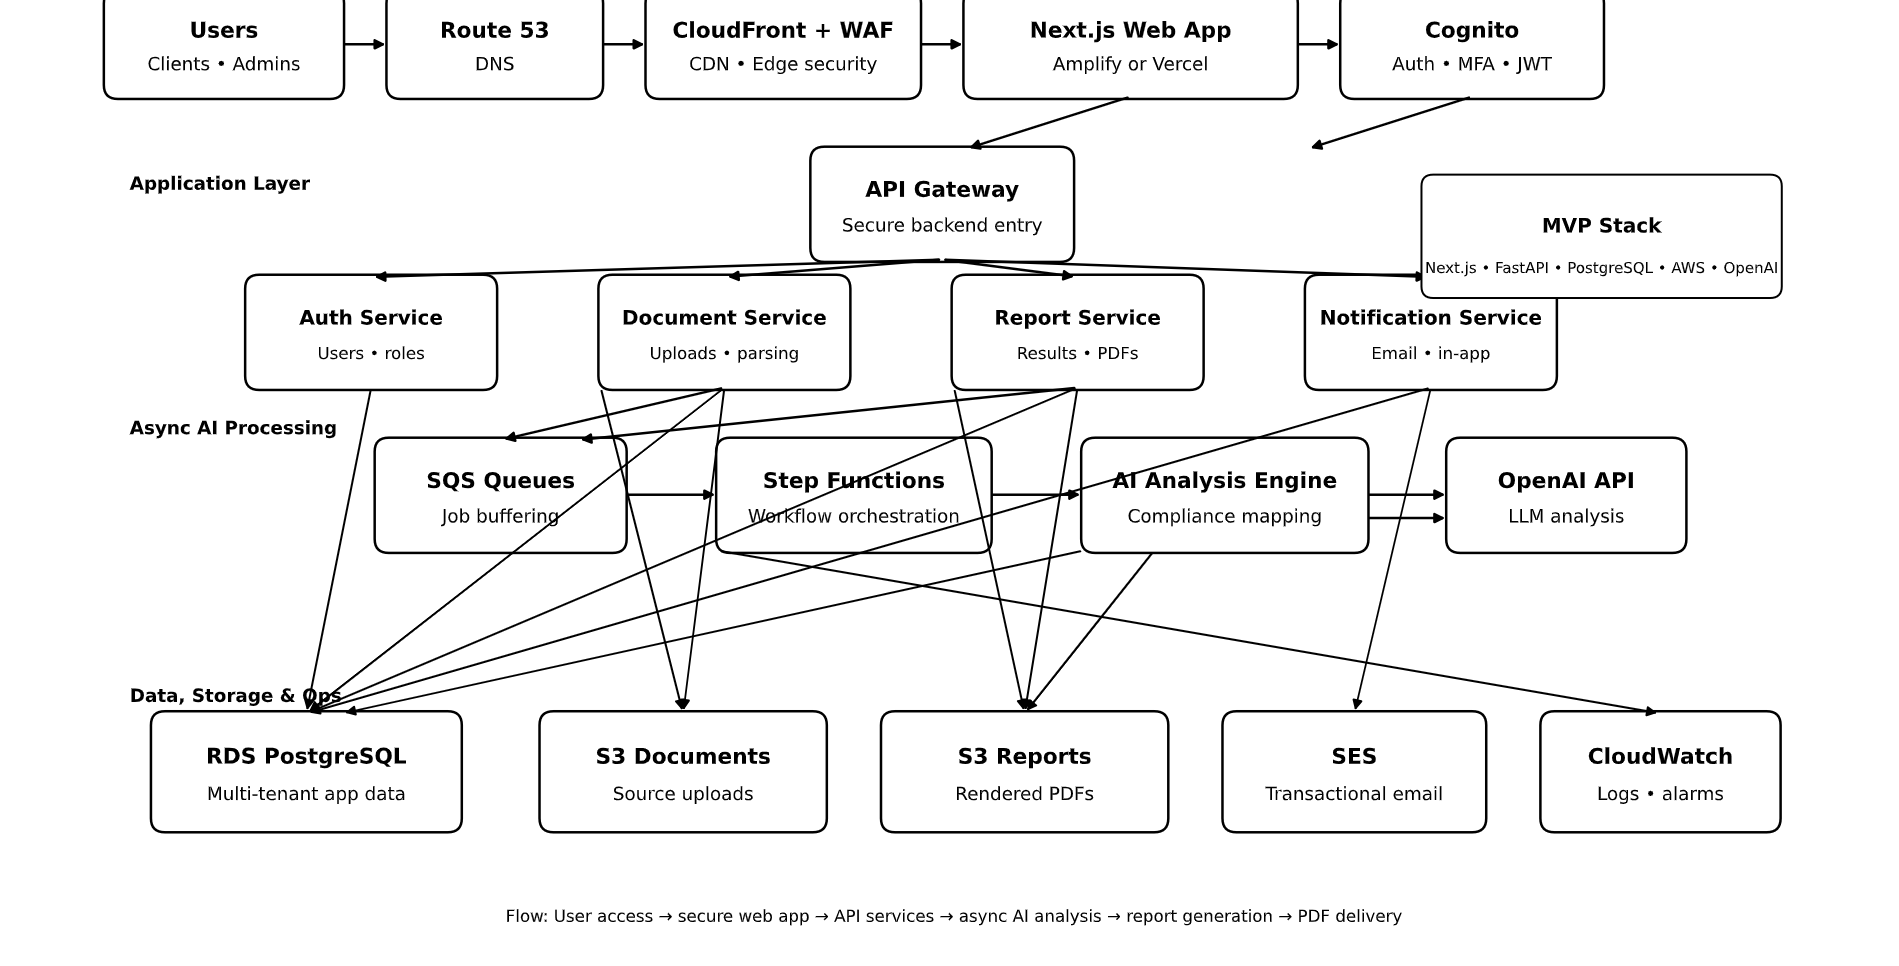 Users
Clients • Admins
Route 53
DNS
CloudFront + WAF
CDN • Edge security
Next.js Web App
Amplify or Vercel
Cognito
Auth • MFA • JWT
Application Layer
API Gateway
Secure backend entry
MVP Stack
Next.js • FastAPI • PostgreSQL • AWS • OpenAI
Auth Service
Users • roles
Document Service
Uploads • parsing
Report Service
Results • PDFs
Notification Service
Email • in-app
Async AI Processing
SQS Queues
Job buffering
Step Functions
Workflow orchestration
AI Analysis Engine
Compliance mapping
OpenAI API
LLM analysis
Data, Storage & Ops
RDS PostgreSQL
Multi-tenant app data
S3 Documents
Source uploads
S3 Reports
Rendered PDFs
SES
Transactional email
CloudWatch
Logs • alarms
Flow: User access → secure web app → API services → async AI analysis → report generation → PDF delivery